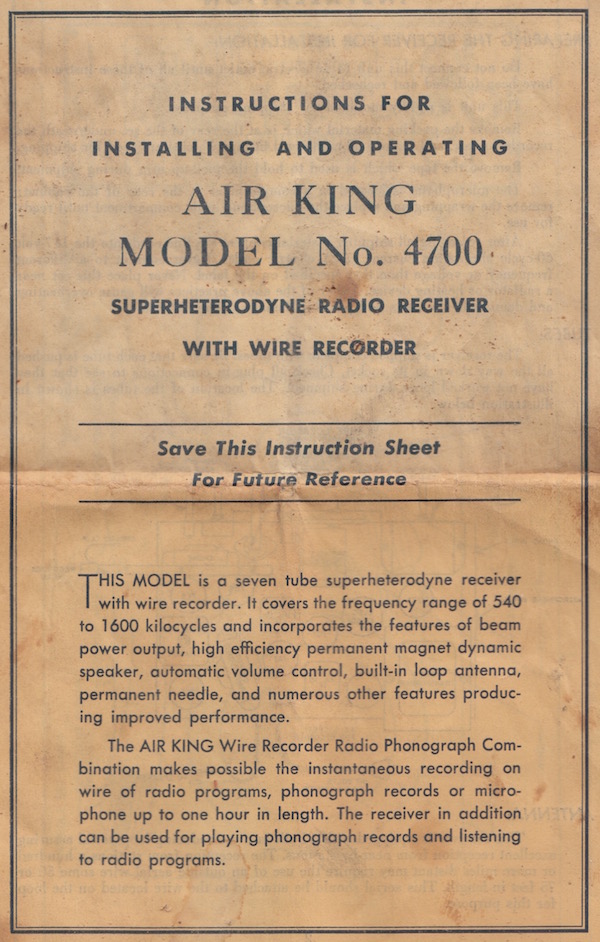 INSTRUCTIONS FOR
INSTALLING AND OPERATING
AIR KING
MODEL No. 4700
SUPERHETERODYNE RADIO RECEIVER
WITH WIRE RECORDER
Save This Instruction Sheet
For Future Reference
THIS MODEL is a seven tube superheterodyne receiver
with wire recorder. It covers the frequency range of 540
to 1600 kilocycles and incorporates the features of beam
power output, high efficiency permanent magnet dynamic
speaker, automatic volume control, built-in loop antenna,
permanent needle, and numerous other features produc-
ing improved performance.
The AIR KING Wire Recorder Radio Phonograph Com-
bination makes possible the instantaneous recording on
wire of radio programs, phonograph records or micro-
phone up to one hour in length. The receiver in addition
can be used for playing phonograph records and listening
to radio programs.